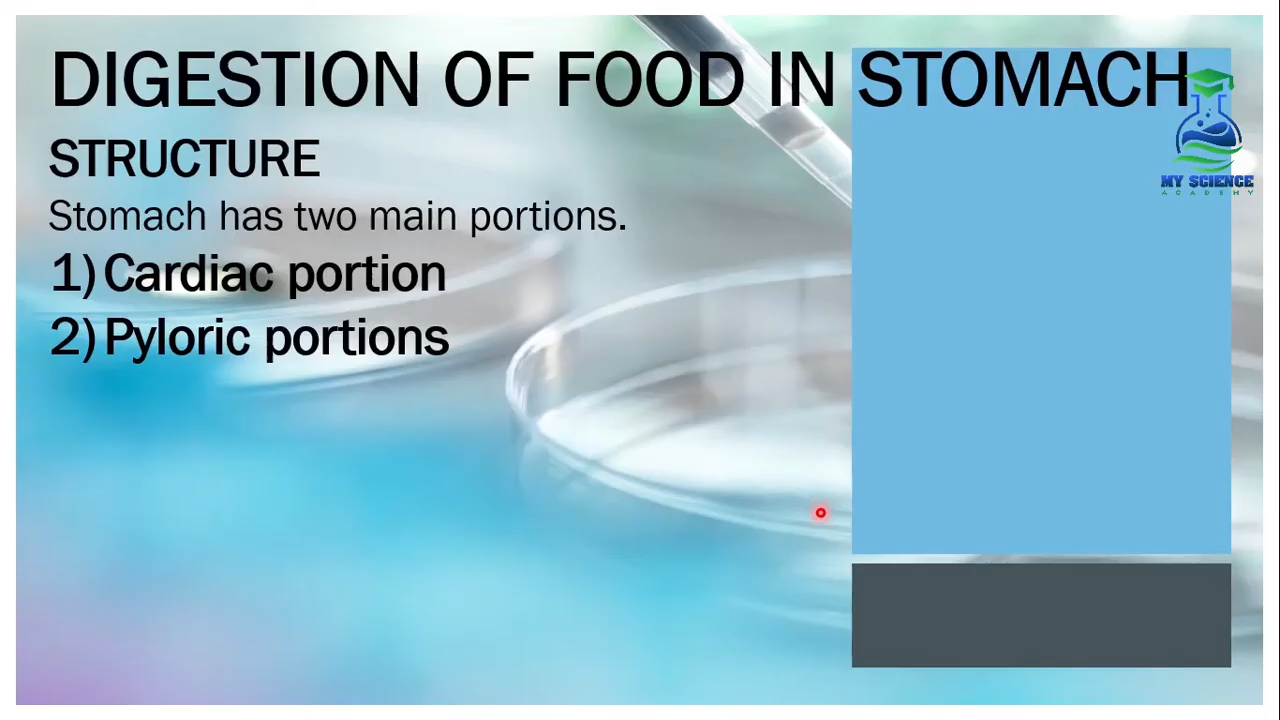 DIGESTION OF FOOD IN STOMACH
STRUCTURE
Stomach has two main portions.
1) Cardiac portion
2) Pyloric portions
MY SCIENCE
ACADEMY